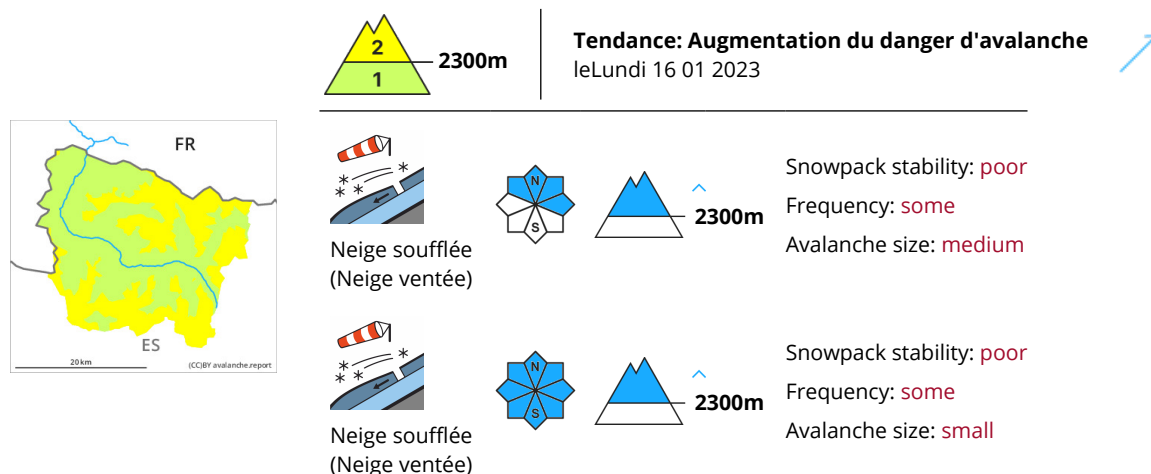 2
1
2300m
Tendance: Augmentation du danger d'avalanche
leLundi 16 01 2023
FR
ES
20 km
(CC)BY avalanche.report
Neige soufflée
(Neige ventée)
N
S
2300m
Snowpack stability: poor
Frequency: some
Avalanche size: medium
Neige soufflée
(Neige ventée)
N
S
2300m
Snowpack stability: poor
Frequency: some
Avalanche size: small